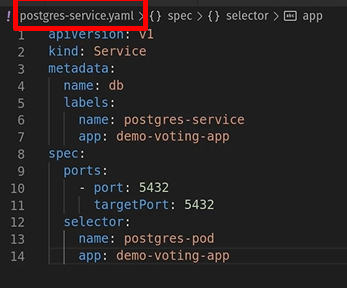 ! postgres-service.yaml > {} spec > {} selector > abc app
1 apiVersion: v1
2 kind: Service
3 metadata:
4   name: db
5   labels:
6     name: postgres-service
7     app: demo-voting-app
8 spec:
9   ports:
10     - port: 5432
11       targetPort: 5432
12   selector:
13     name: postgres-pod
14     app: demo-voting-app